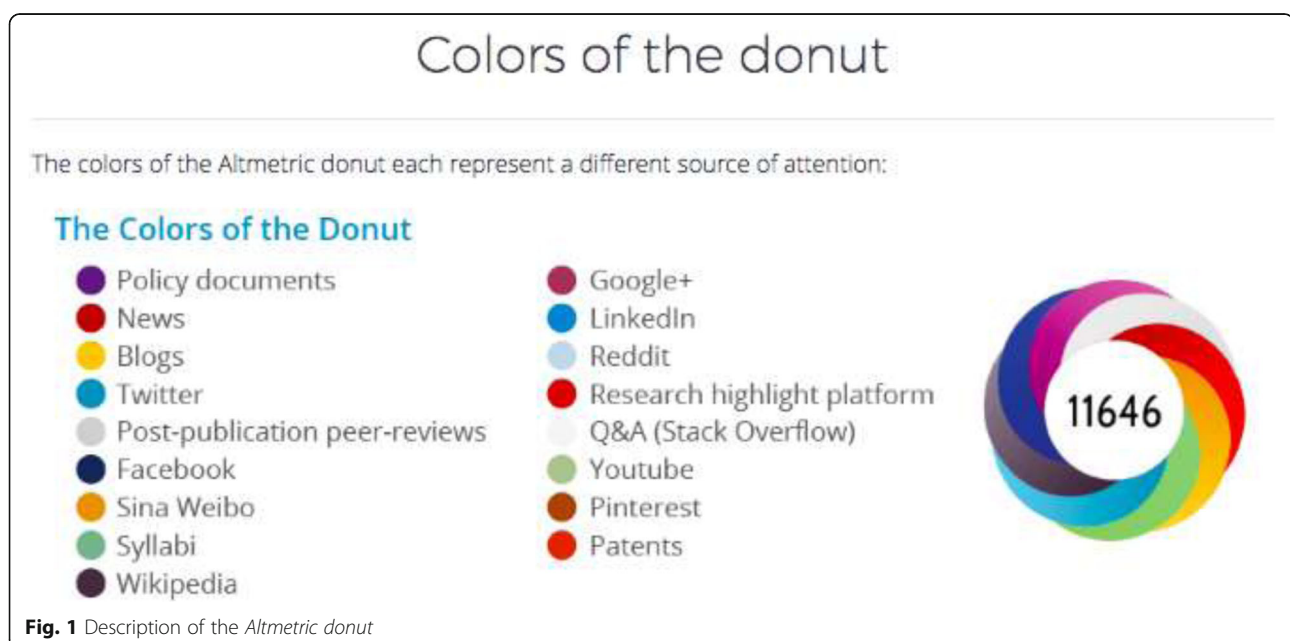 Colors of the donut
The colors of the Altmetric donut each represent a different source of attention:
The Colors of the Donut
Policy documents
News
Blogs
Twitter
Post-publication peer-reviews
Facebook
Sina Weibo
Syllabi
Wikipedia
Google+
LinkedIn
Reddit
Research highlight platform
Q&A (Stack Overflow)
Youtube
Pinterest
Patents
11646
Fig. 1 Description of the Altmetric donut